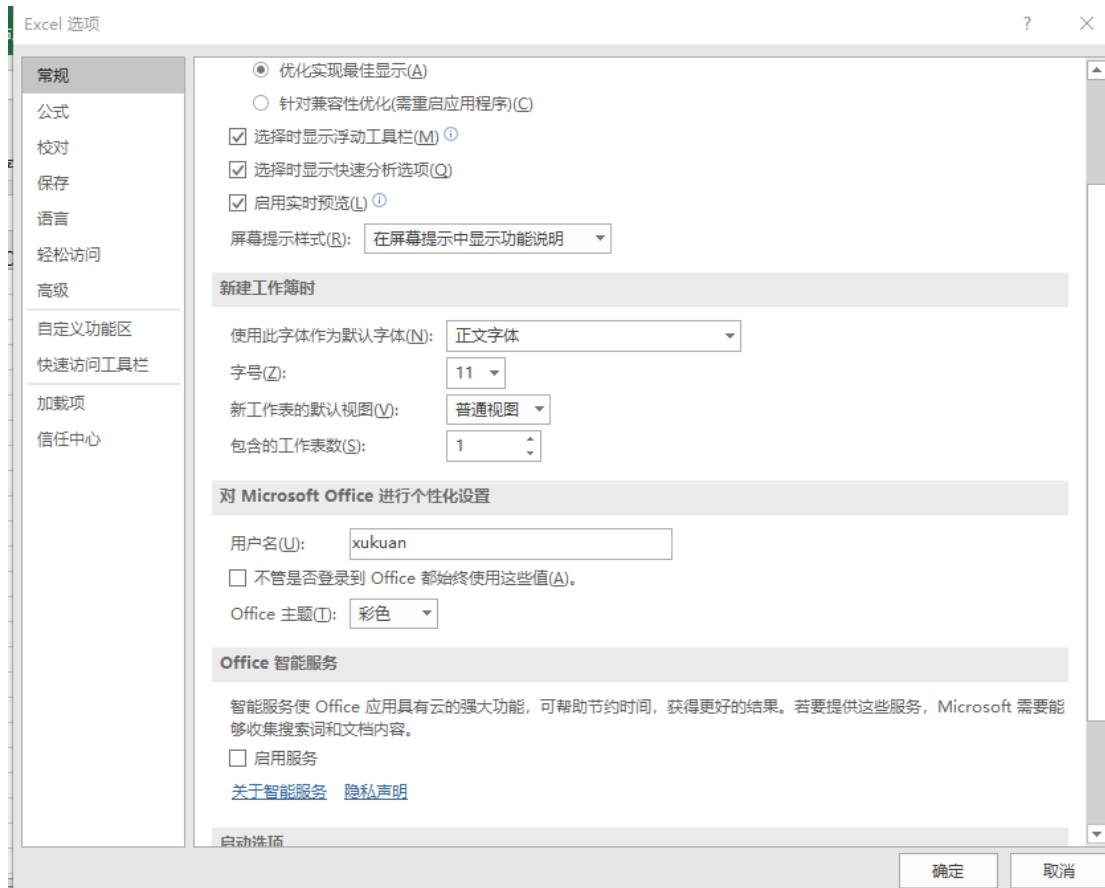 Excel 选项
?
常规
公式
校对
保存
语言
轻松访问
高级
自定义功能区
快速访问工具栏
加载项
信任中心
优化实现最佳显示(A)
针对兼容性优化(需重启应用程序)(C)
选择时显示浮动工具栏(M)
选择时显示快速分析选项(Q)
启用实时预览(L)
屏幕提示样式(R): 在屏幕提示中显示功能说明
新建工作簿时
使用此字体作为默认字体(N): 正文字体
字号(Z): 11
新工作表的默认视图(V): 普通视图
包含的工作表数(S): 1
对 Microsoft Office 进行个性化设置
用户名(U): xukuan
不管是否登录到 Office 都始终使用这些值(A)。
Office 主题(T): 彩色
Office 智能服务
智能服务使 Office 应用具有云的强大功能，可帮助节约时间，获得更好的结果。若要提供这些服务，Microsoft 需要能
够收集搜索词和文档内容。
启用服务
关于智能服务 隐私声明
启动选项
确定 取消